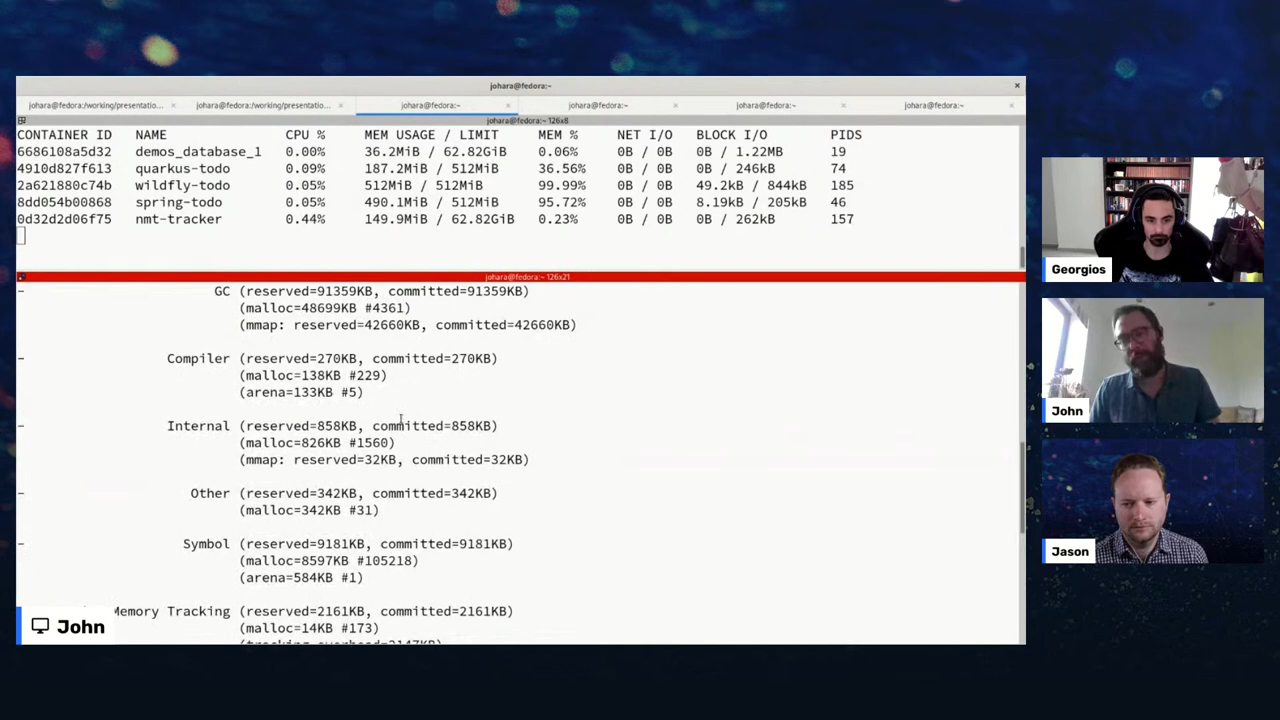 johara@fedora:~
johara@fedora:/working/presentatio... johara@fedora:/working/presentatio... johara@fedora:~ johara@fedora:~ johara@fedora:~ johara@fedora:~
johara@fedora:~ 126x8
CONTAINER ID NAME CPU % MEM USAGE / LIMIT MEM % NET I/O BLOCK I/O PIDS
6686108a5d32 demos_database_1 0.00% 36.2MiB / 62.82GiB 0.06% 0B / 0B 0B / 1.22MB 19
4910d827f613 quarkus-todo 0.09% 187.2MiB / 512MiB 36.56% 0B / 0B 0B / 246kB 74
2a621880c74b wildfly-todo 0.05% 512MiB / 512MiB 99.99% 0B / 0B 49.2kB / 844kB 185
8dd054b00868 spring-todo 0.05% 490.1MiB / 512MiB 95.72% 0B / 0B 8.19kB / 205kB 46
0d32d2d06f75 nmt-tracker 0.44% 149.9MiB / 62.82GiB 0.23% 0B / 0B 0B / 262kB 157
johara@fedora:~ 126x21
- GC (reserved=91359KB, committed=91359KB)
(malloc=48699KB #4361)
(mmap: reserved=42660KB, committed=42660KB)
- Compiler (reserved=270KB, committed=270KB)
(malloc=138KB #229)
(arena=133KB #5)
- Internal (reserved=858KB, committed=858KB)
(malloc=826KB #1560)
(mmap: reserved=32KB, committed=32KB)
- Other (reserved=342KB, committed=342KB)
(malloc=342KB #31)
- Symbol (reserved=9181KB, committed=9181KB)
(malloc=8597KB #105218)
(arena=584KB #1)
Memory Tracking (reserved=2161KB, committed=2161KB)
(malloc=14KB #173)
(tracking overhead=2147KB)
John
Georgios
John
Jason